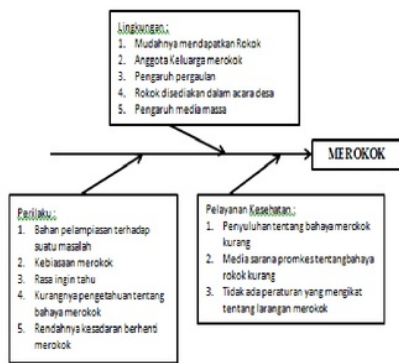 Lingkungan :
1. Mudahnya mendapatkan Rokok
2. Anggota Keluarga merokok
3. Pengaruh pergaulan
4. Rokok disediakan dalam acara desa
5. Pengaruh media massa
MEROKOK
Perilaku :
1. Bahan pelampiasan terhadap
suatu masalah
2. Kebiasaan merokok
3. Rasa ingin tahu
4. Kurangnya pengetahuan tentang
bahaya merokok
5. Rendahnya kesadaran berhenti
merokok
Pelayanan Kesehatan :
1. Penyuluhan tentang bahaya merokok
kurang
2. Media sarana promkes tentang bahaya
rokok kurang
3. Tidak ada peraturan yang mengikat
tentang larangan merokok